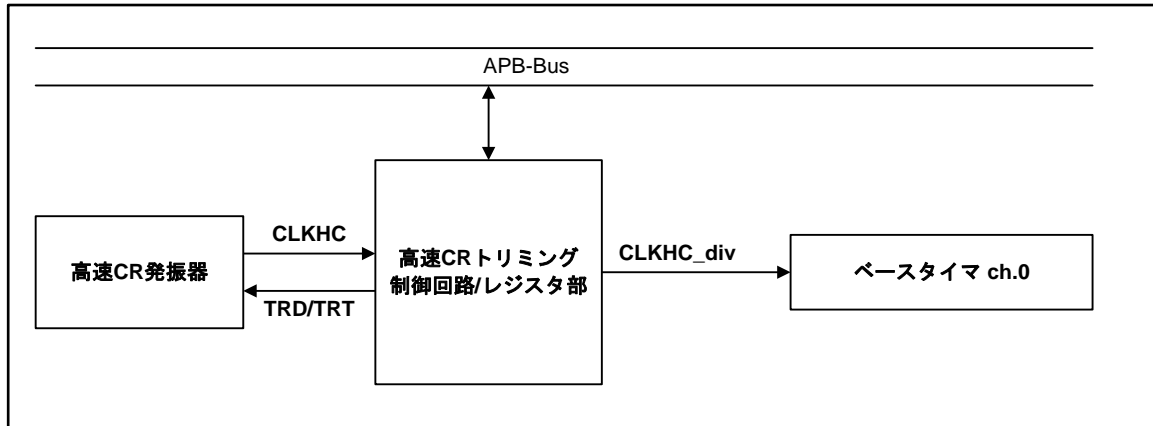 APB-Bus
CLKHC
高速CR発振器
TRD/TRT
高速CRトリミング
制御回路/レジスタ部
CLKHC_div
ベースタイマ ch.0